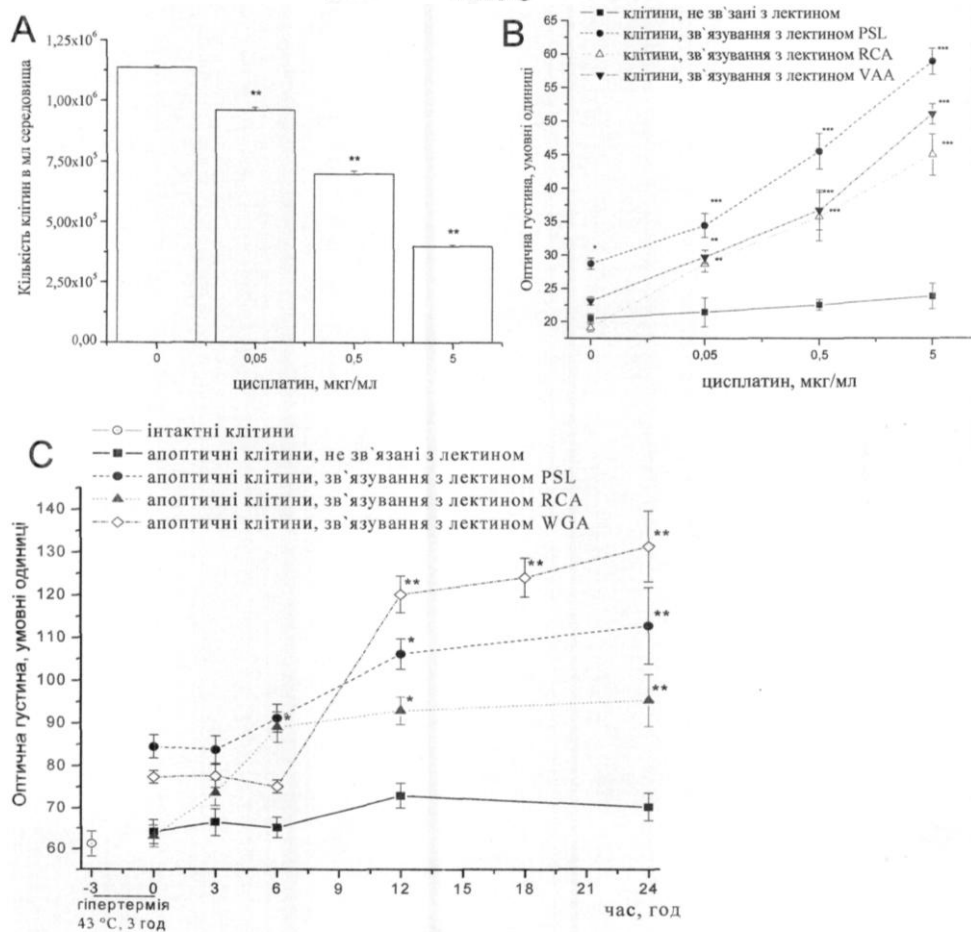 A
1,25x10⁶
1,00x10⁶
7,50x10⁵
5,00x10⁵
2,50x10⁵
0,00
Кількість клітин в мл середовища
**
**
**
0
0,05
0,5
5
цисплатин, мкг/мл
B
клітини, не зв`зані з лектином
клітини, зв`язування з лектином PSL
клітини, зв`язування з лектином RCA
клітини, зв`язування з лектином VAA
65
60
55
50
45
40
35
30
25
20
Оптична густина, умовні одиниці
*
**
**
***
***
***
***
***
***
***
0
0,05
0,5
5
цисплатин, мкг/мл
C
інтактні клітини
апоптичні клітини, не зв`язані з лектином
апоптичні клітини, зв`язування з лектином PSL
апоптичні клітини, зв`язування з лектином RCA
апоптичні клітини, зв`язування з лектином WGA
140
130
120
110
100
90
80
70
60
Оптична густина, умовні одиниці
*
**
*
*
**
**
**
**
-3
0
3
6
9
12
15
18
21
24
гіпертермія
43 °C, 3 год
час, год